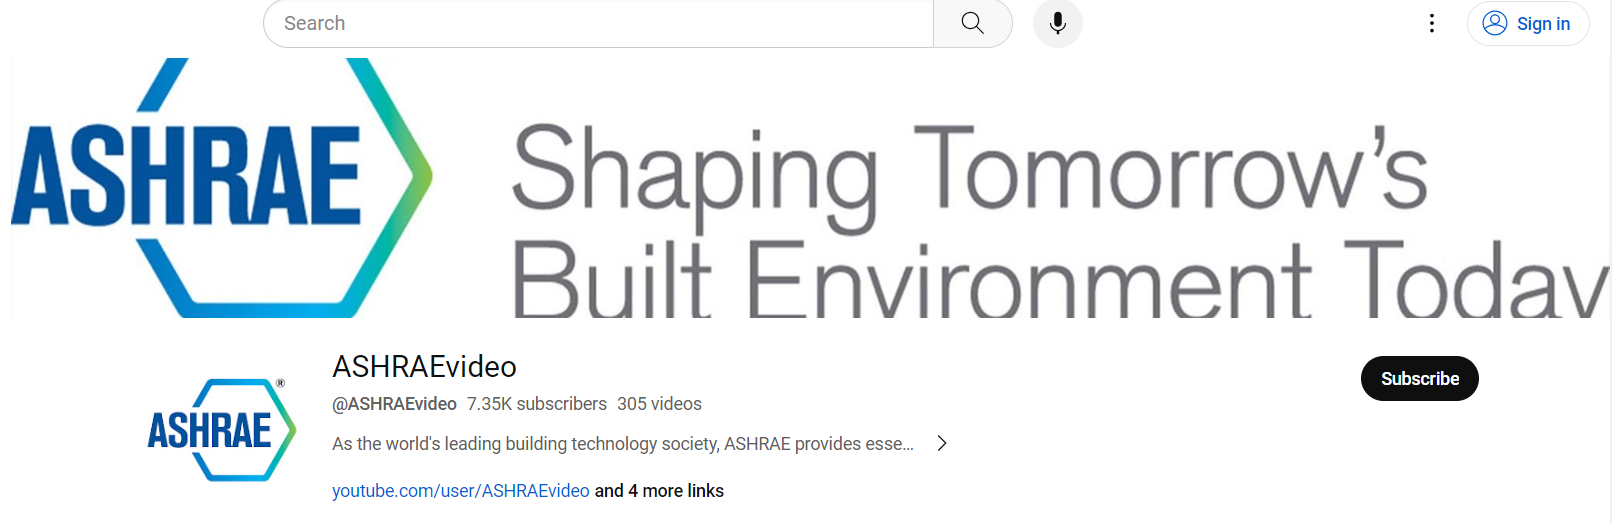 Search
Sign in
ASHRAE
Shaping Tomorrow's
Built Environment Today
ASHRAEvideo
@ASHRAEvideo 7.35K subscribers 305 videos
Subscribe
ASHRAE®
As the world's leading building technology society, ASHRAE provides esse...
youtube.com/user/ASHRAEvideo and 4 more links